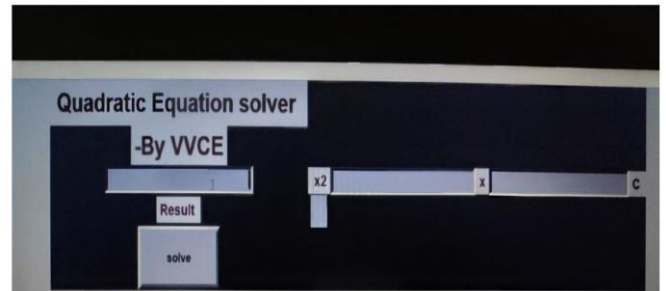 Quadratic Equation solver
-By VVCE
x2 x C
Result
solve